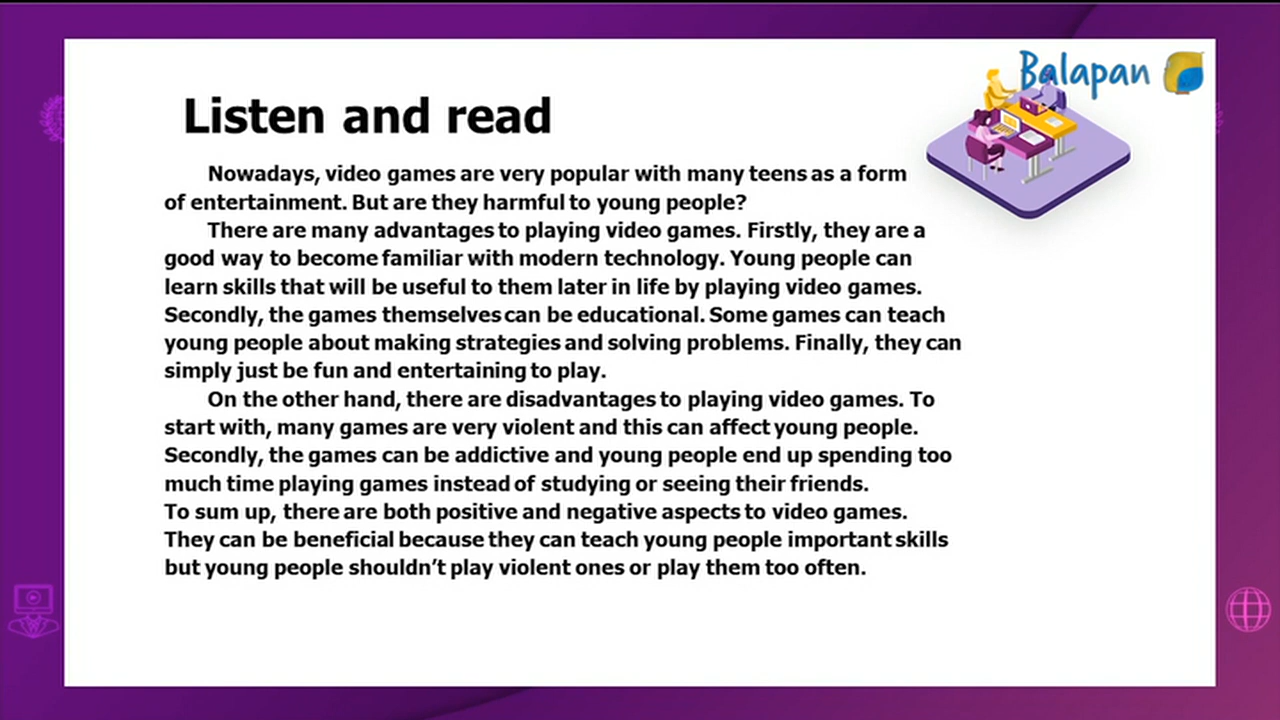 Balapan
Listen and read
Nowadays, video games are very popular with many teens as a form
of entertainment. But are they harmful to young people?
There are many advantages to playing video games. Firstly, they are a
good way to become familiar with modern technology. Young people can
learn skills that will be useful to them later in life by playing video games.
Secondly, the games themselves can be educational. Some games can teach
young people about making strategies and solving problems. Finally, they can
simply just be fun and entertaining to play.
On the other hand, there are disadvantages to playing video games. To
start with, many games are very violent and this can affect young people.
Secondly, the games can be addictive and young people end up spending too
much time playing games instead of studying or seeing their friends.
To sum up, there are both positive and negative aspects to video games.
They can be beneficial because they can teach young people important skills
but young people shouldn't play violent ones or play them too often.